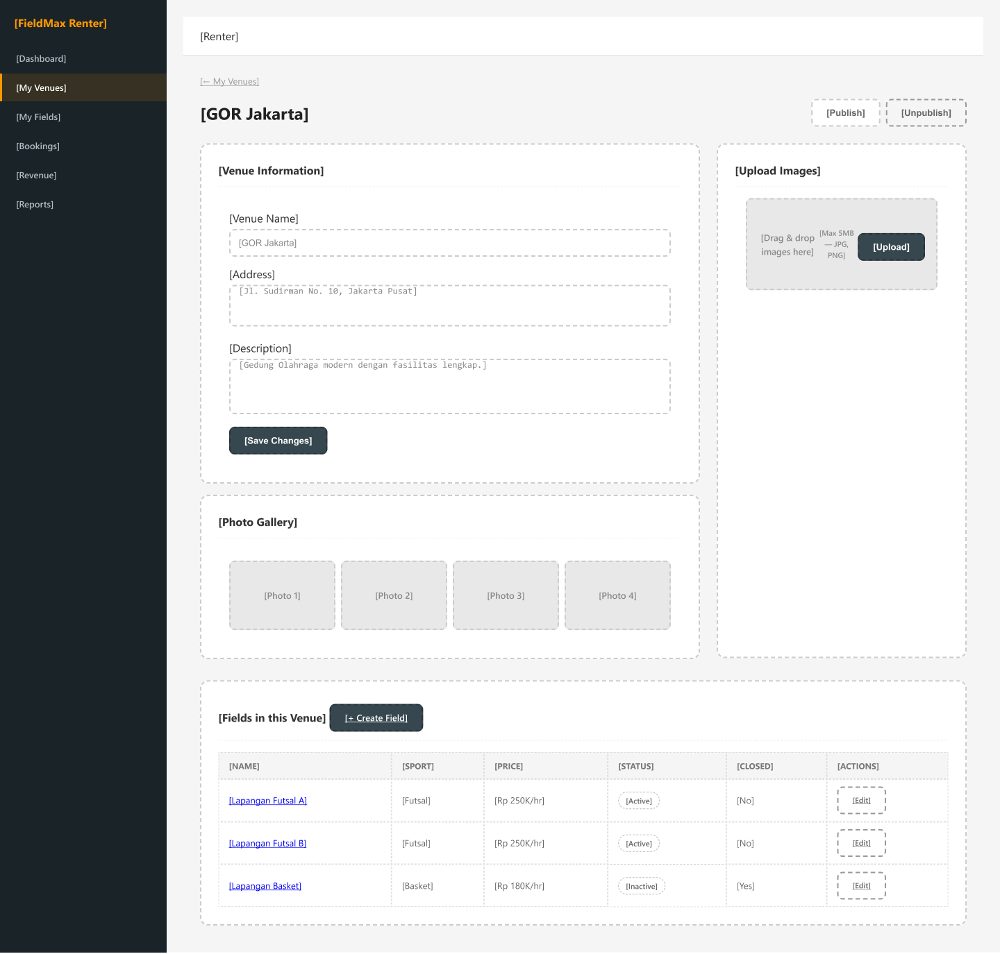 [FieldMax Renter]
[Dashboard]
[My Venues]
[My Fields]
[Bookings]
[Revenue]
[Reports]
[Renter]
[← My Venues]
[GOR Jakarta]
[Publish]
[Unpublish]
[Venue Information]
[Venue Name]
[GOR Jakarta]
[Address]
[Jl. Sudirman No. 10, Jakarta Pusat]
[Description]
[Gedung Olahraga modern dengan fasilitas lengkap.]
[Save Changes]
[Upload Images]
[Drag & drop
images here]
[Max 5MB
— JPG,
PNG]
[Upload]
[Photo Gallery]
[Photo 1]
[Photo 2]
[Photo 3]
[Photo 4]
[Fields in this Venue] [+ Create Field]
[NAME] [SPORT] [PRICE] [STATUS] [CLOSED] [ACTIONS]
[Lapangan Futsal A] [Futsal] [Rp 250K/hr] [Active] [No] [Edit]
[Lapangan Futsal B] [Futsal] [Rp 250K/hr] [Active] [No] [Edit]
[Lapangan Basket] [Basket] [Rp 180K/hr] [Inactive] [Yes] [Edit]